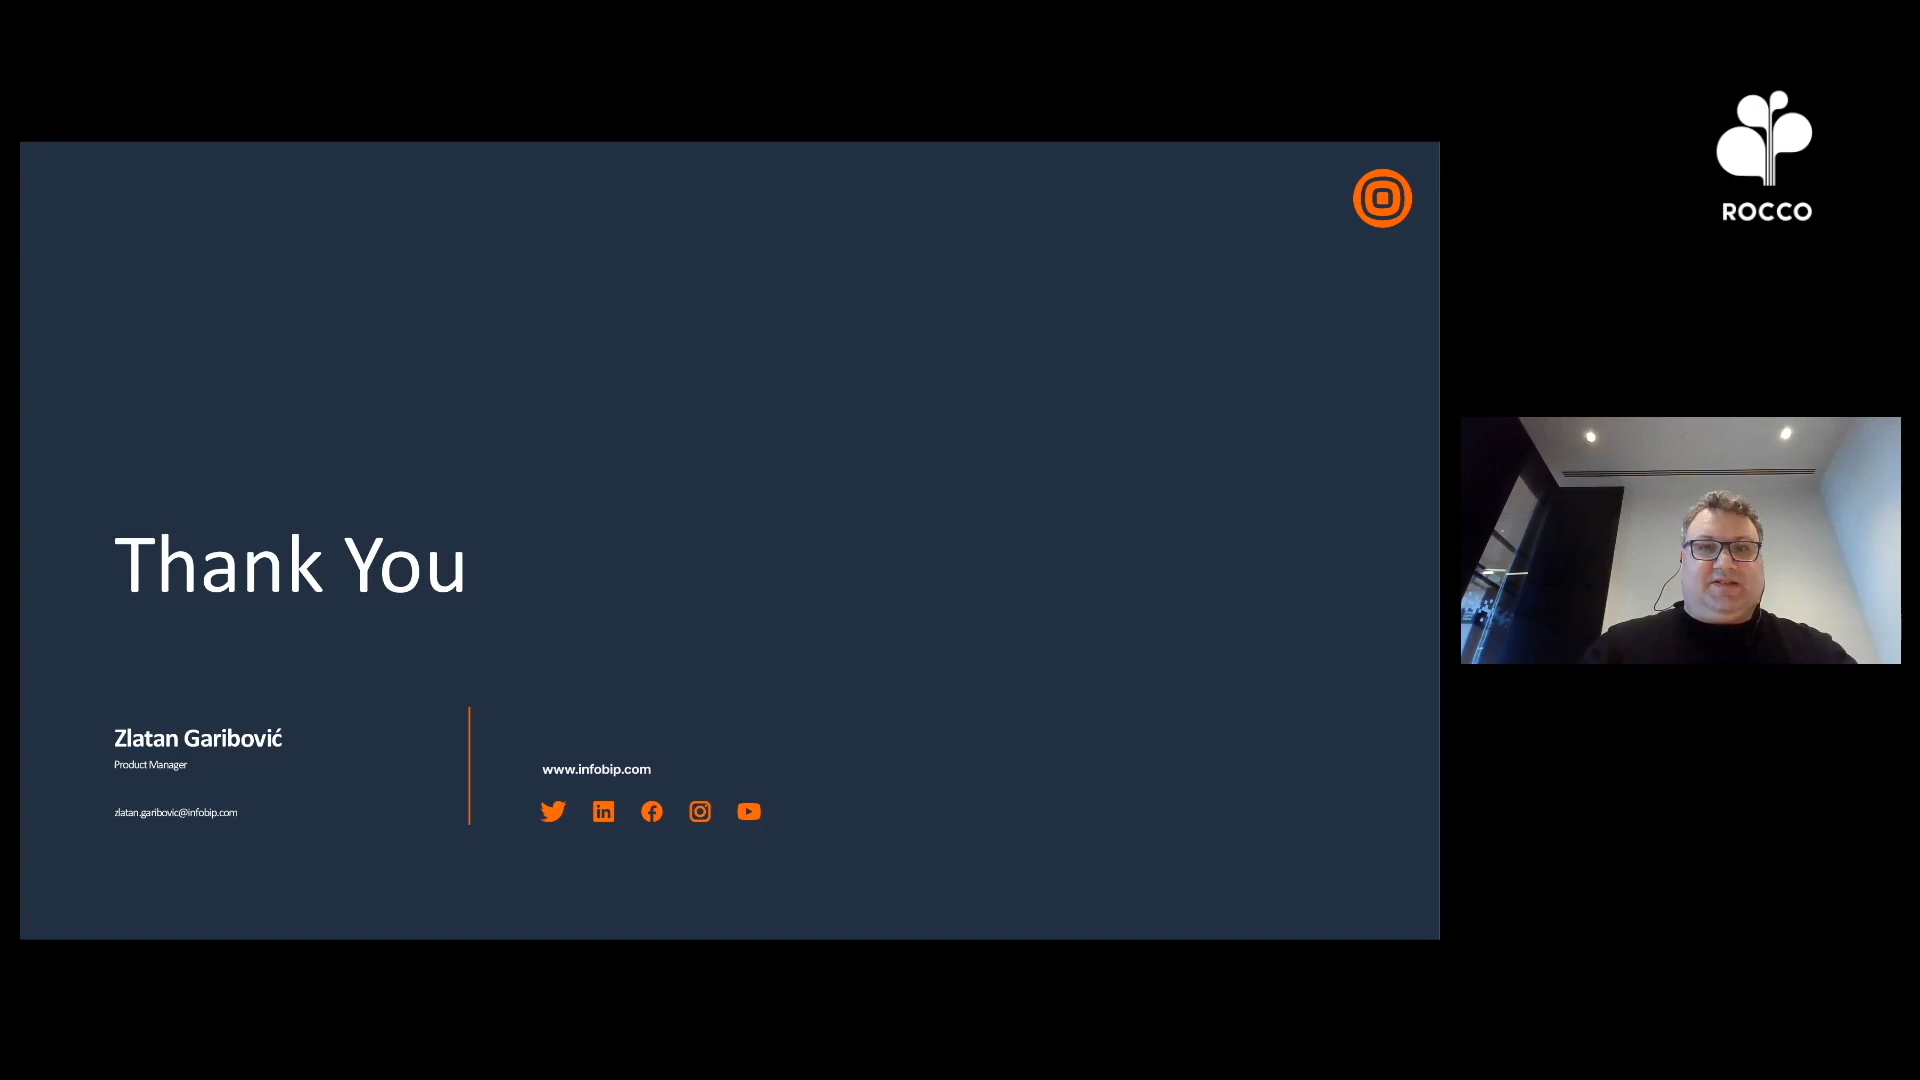 ROCCO
Thank You
Zlatan Garibović
Product Manager
zlatan.garibovic@infobip.com
www.infobip.com